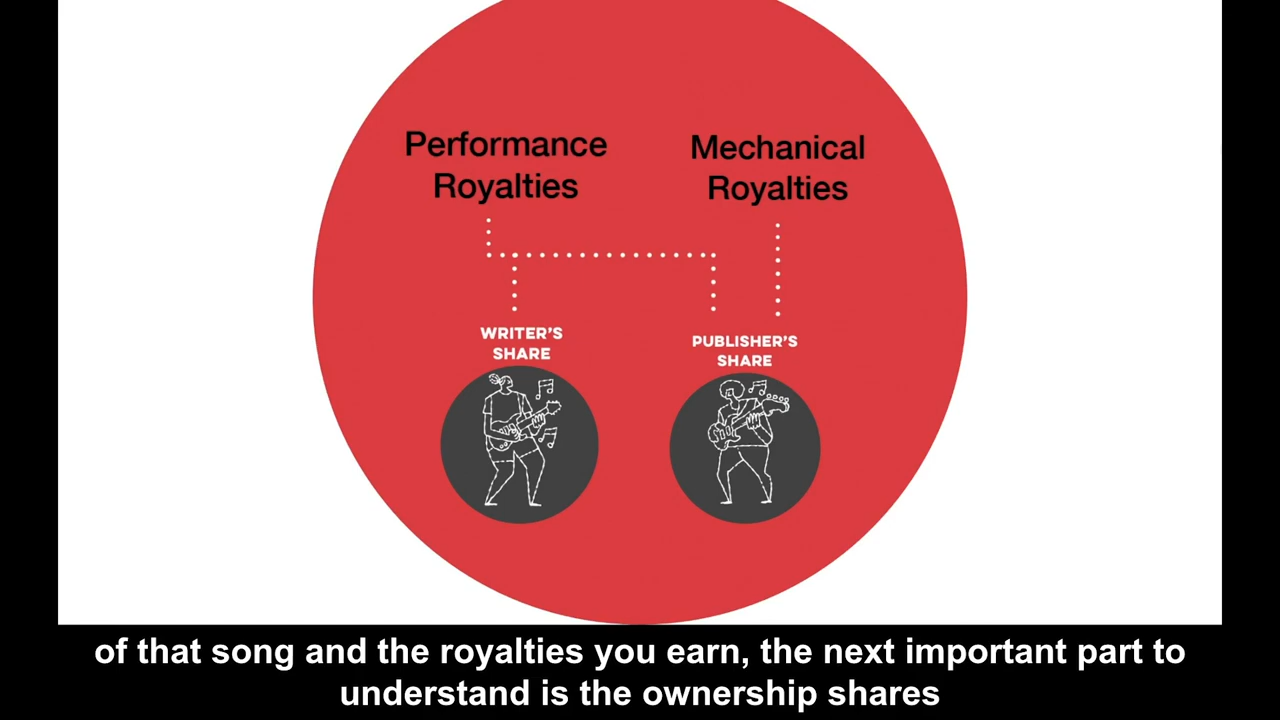 Performance
Royalties
Mechanical
Royalties
WRITER'S
SHARE
PUBLISHER'S
SHARE
of that song and the royalties you earn, the next important part to
understand is the ownership shares